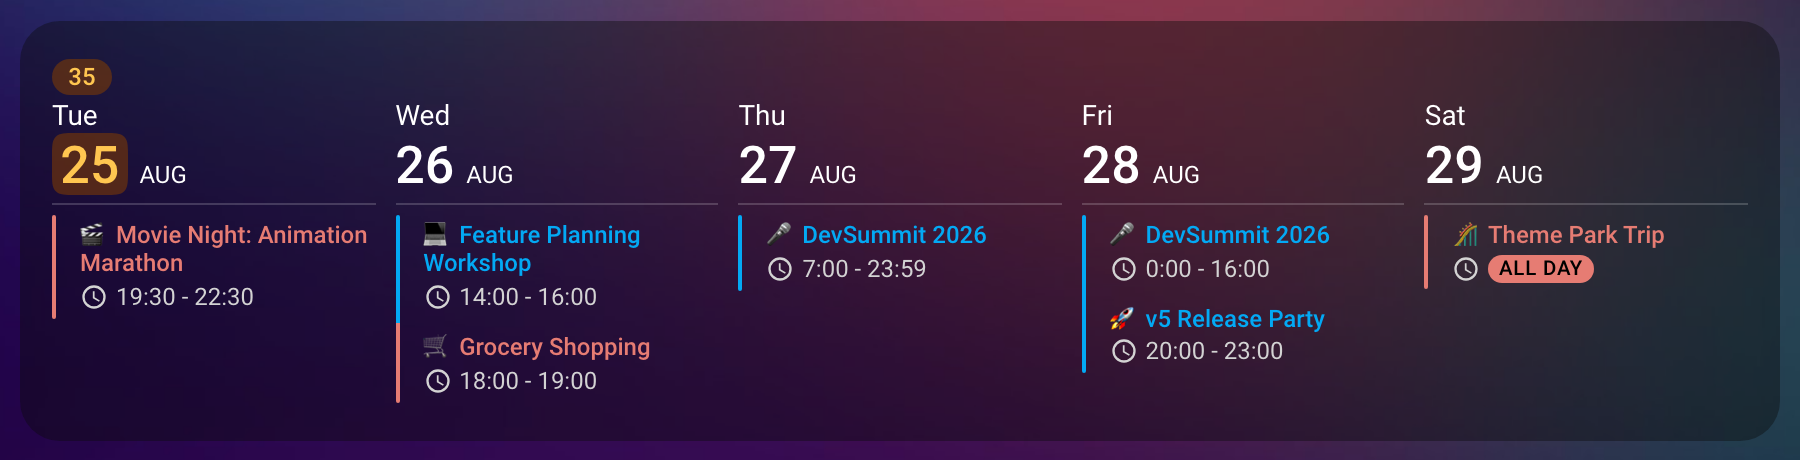 35
Tue
25 AUG
Movie Night: Animation
Marathon
19:30 - 22:30
Wed
26 AUG
Feature Planning
Workshop
14:00 - 16:00
Grocery Shopping
18:00 - 19:00
Thu
27 AUG
DevSummit 2026
7:00 - 23:59
Fri
28 AUG
DevSummit 2026
0:00 - 16:00
v5 Release Party
20:00 - 23:00
Sat
29 AUG
Theme Park Trip
ALL DAY